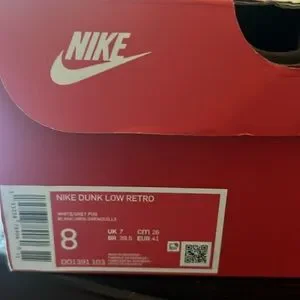 NIKE
NIKE DUNK LOW RETRO
WHITE/GREY FOG
8
UK 7 CM 26
BR 39.5 EUR 41
DD1391 103